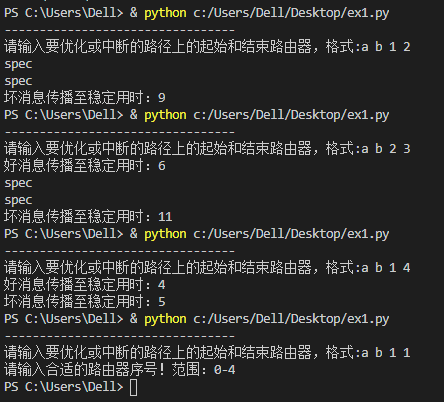 PS C:\Users\Dell> & python c:/Users/Dell/Desktop/ex1.py
---------------------------------
请输入要优化或中断的路径上的起始和结束路由器，格式:a b 1 2
spec
spec
坏消息传播至稳定用时：9
PS C:\Users\Dell> & python c:/Users/Dell/Desktop/ex1.py
---------------------------------
请输入要优化或中断的路径上的起始和结束路由器，格式:a b 2 3
好消息传播至稳定用时：6
spec
spec
坏消息传播至稳定用时：11
PS C:\Users\Dell> & python c:/Users/Dell/Desktop/ex1.py
---------------------------------
请输入要优化或中断的路径上的起始和结束路由器，格式:a b 1 4
好消息传播至稳定用时：4
坏消息传播至稳定用时：5
PS C:\Users\Dell> & python c:/Users/Dell/Desktop/ex1.py
---------------------------------
请输入要优化或中断的路径上的起始和结束路由器，格式:a b 1 1
请输入合适的路由器序号！范围：0-4
PS C:\Users\Dell>